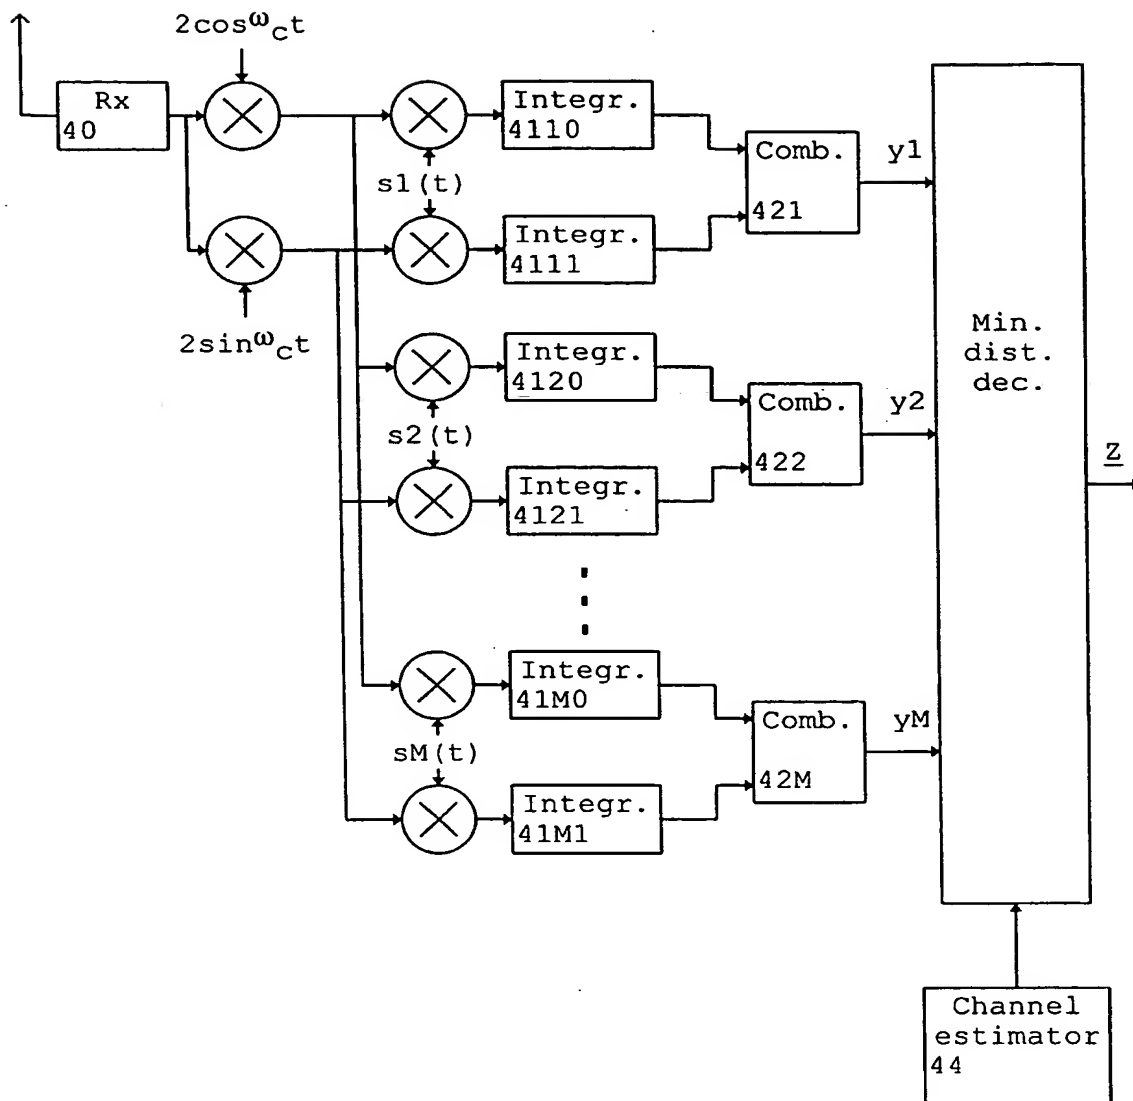 2cosωct
Rx
40
Integr.
4110
s1(t)
Integr.
4111
Comb.
421
y1
2sinωct
Min.
dist.
dec.
Integr.
4120
s2(t)
Integr.
4121
Comb.
422
y2
z
Integr.
41M0
sM(t)
Integr.
41M1
Comb.
42M
yM
Channel
estimator
44